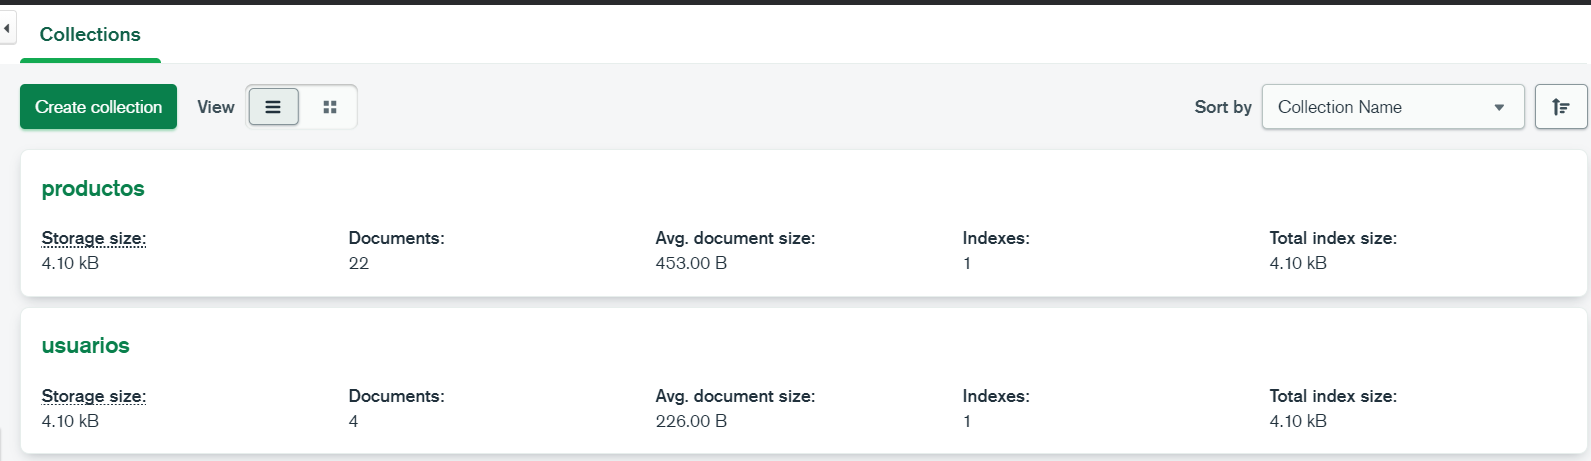 Collections
Create collection View Sort by Collection Name
productos
Storage size: Documents: Avg. document size: Indexes: Total index size:
4.10 kB 22 453.00 B 1 4.10 kB
usuarios
Storage size: Documents: Avg. document size: Indexes: Total index size:
4.10 kB 4 226.00 B 1 4.10 kB